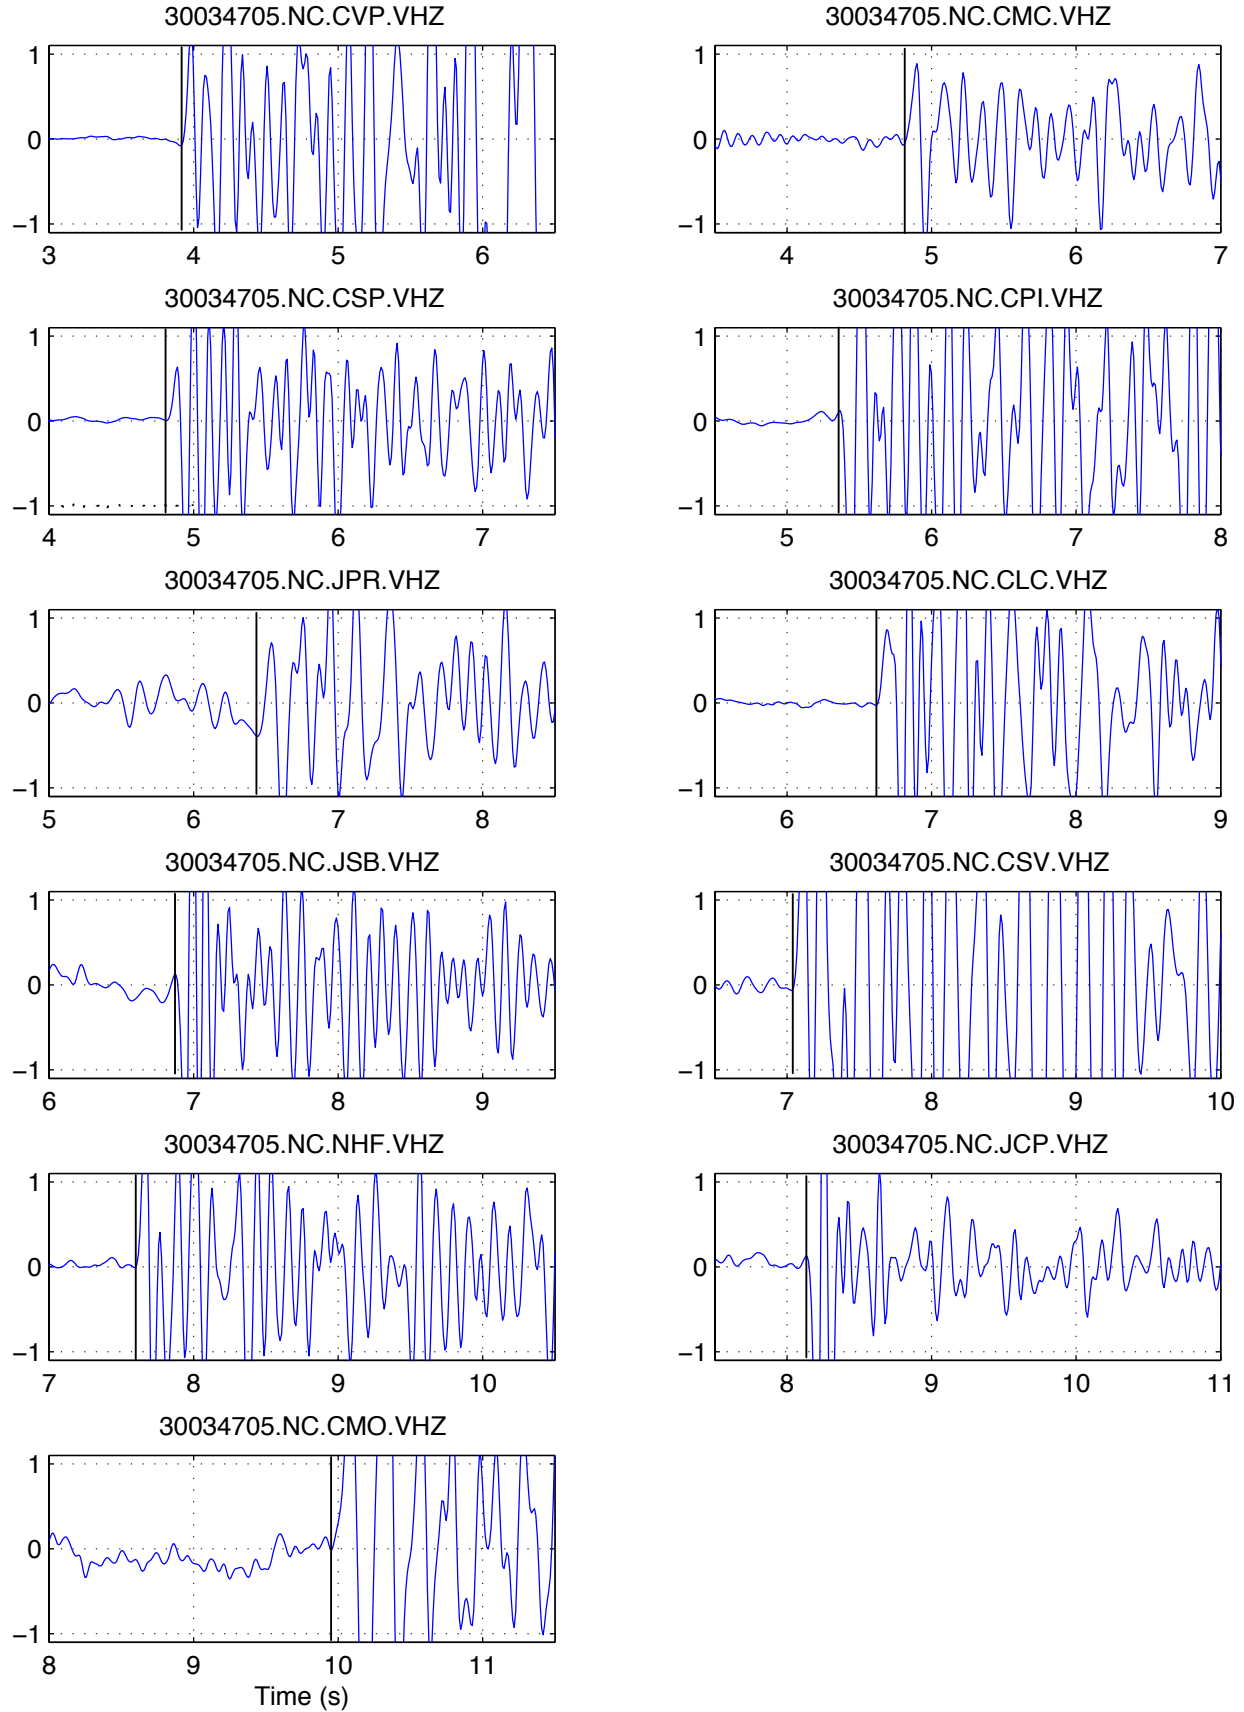 30034705.NC.CVP.VHZ
1
0
−1
3 4 5 6
30034705.NC.CMC.VHZ
1
0
−1
4 5 6 7
30034705.NC.CSP.VHZ
1
0
−1
4 5 6 7
30034705.NC.CPI.VHZ
1
0
−1
5 6 7 8
30034705.NC.JPR.VHZ
1
0
−1
5 6 7 8
30034705.NC.CLC.VHZ
1
0
−1
6 7 8 9
30034705.NC.JSB.VHZ
1
0
−1
6 7 8 9
30034705.NC.CSV.VHZ
1
0
−1
7 8 9 10
30034705.NC.NHF.VHZ
1
0
−1
7 8 9 10
30034705.NC.JCP.VHZ
1
0
−1
8 9 10 11
30034705.NC.CMO.VHZ
1
0
−1
8 9 10 11
Time (s)